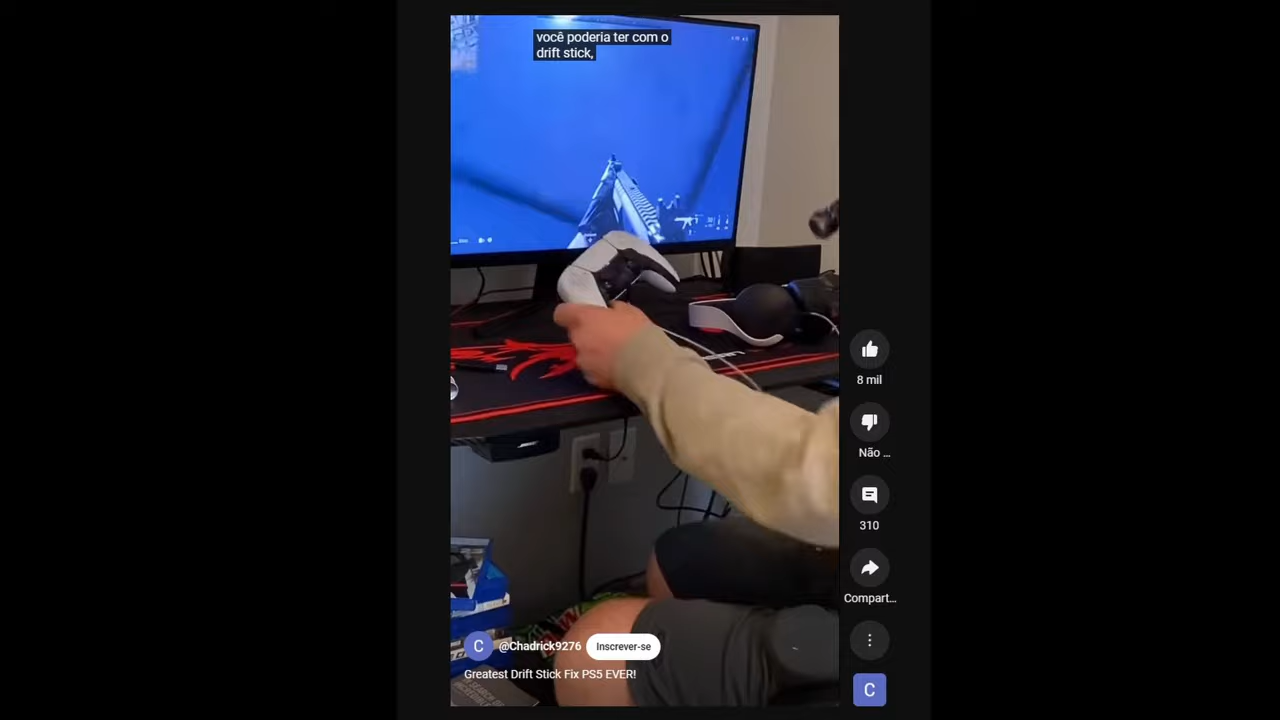 você poderia ter com o
drift stick,
8 mil
Não ...
310
Compart...
C
@Chadrick9276
Inscrever-se
Greatest Drift Stick Fix PS5 EVER!
C